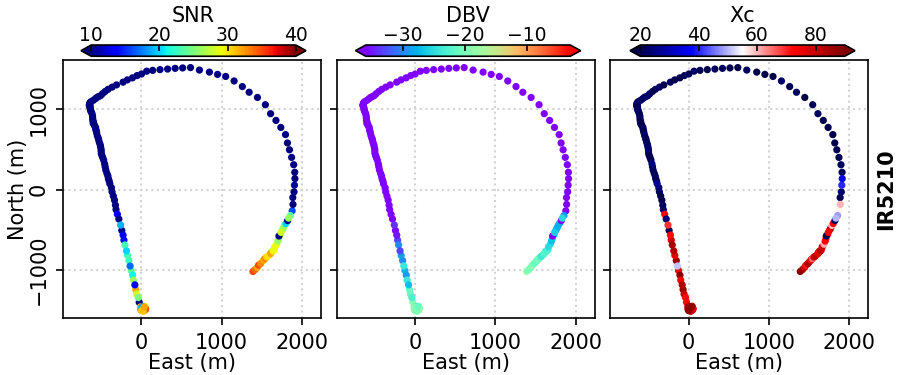 SNR DBV Xc
10 20 30 40 −30 −20 −10 20 40 60 80
North (m)
1000
0
−1000
IR5210
0 1000 2000 0 1000 2000 0 1000 2000
East (m) East (m) East (m)